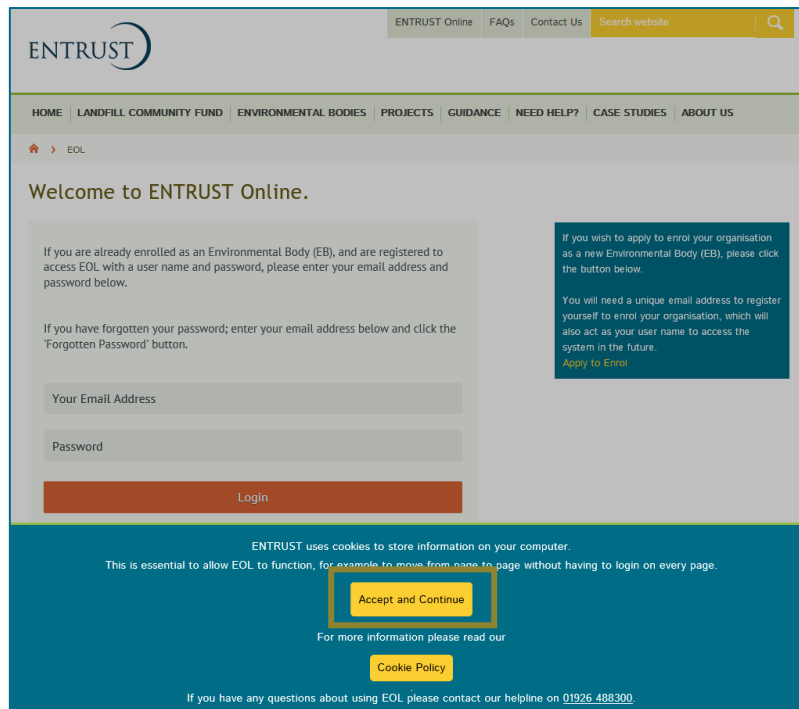 ENTRUST
ENTRUST Online FAQs Contact Us Search website
HOME LANDFILL COMMUNITY FUND ENVIRONMENTAL BODIES PROJECTS GUIDANCE NEED HELP? CASE STUDIES ABOUT US
EOL
Welcome to ENTRUST Online.
If you are already enrolled as an Environmental Body (EB), and are registered to
access EOL with a user name and password, please enter your email address and
password below.
If you have forgotten your password; enter your email address below and click the
'Forgotten Password' button.
Your Email Address
Password
Login
If you wish to apply to enrol your organisation
as a new Environmental Body (EB), please click
the button below.
You will need a unique email address to register
yourself to enrol your organisation, which will
also act as your user name to access the
system in the future.
Apply to Enrol
ENTRUST uses cookies to store information on your computer.
This is essential to allow EOL to function, for example to move from page to page without having to login on every page.
Accept and Continue
For more information please read our
Cookie Policy
If you have any questions about using EOL please contact our helpline on 01926 488300.